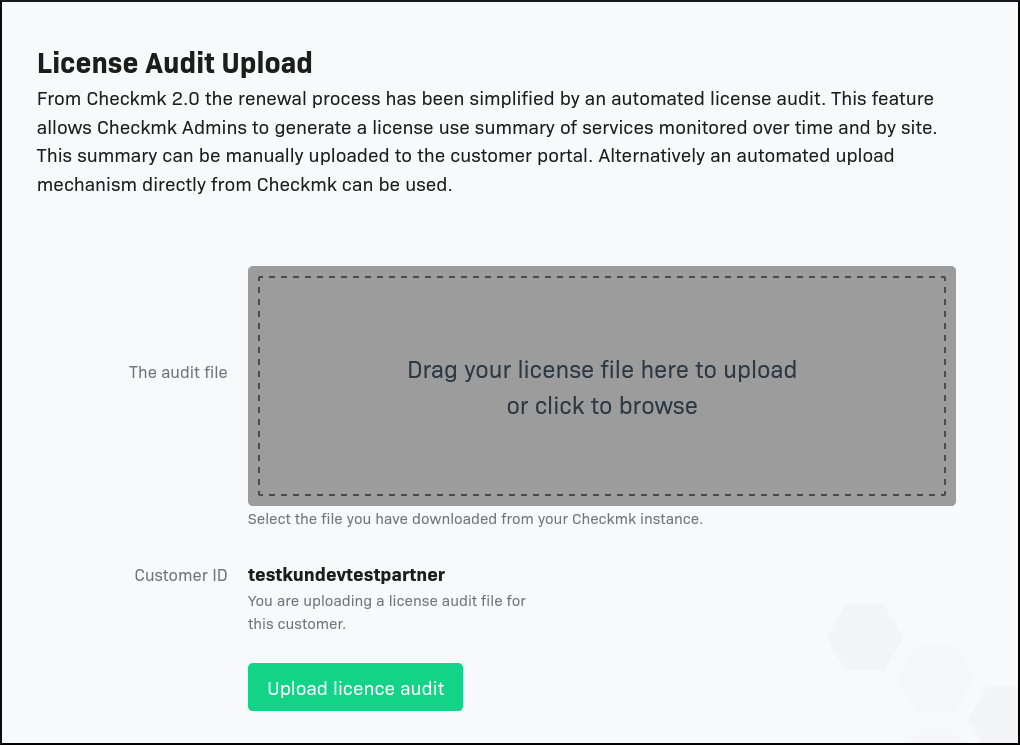 License Audit Upload
From Checkmk 2.0 the renewal process has been simplified by an automated license audit. This feature
allows Checkmk Admins to generate a license use summary of services monitored over time and by site.
This summary can be manually uploaded to the customer portal. Alternatively an automated upload
mechanism directly from Checkmk can be used.
The audit file
Drag your license file here to upload
or click to browse
Select the file you have downloaded from your Checkmk instance.
Customer ID
testkundevtestpartner
You are uploading a license audit file for
this customer.
Upload licence audit